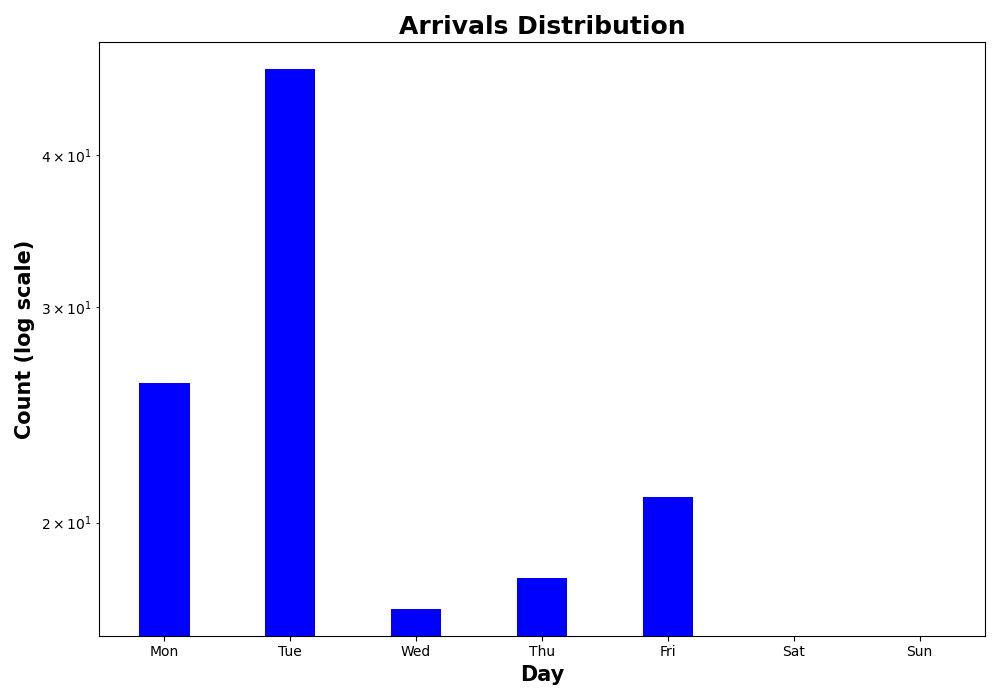 Arrivals Distribution
Count (log scale)
4 × 10¹
3 × 10¹
2 × 10¹
Mon Tue Wed Thu Fri Sat Sun
Day